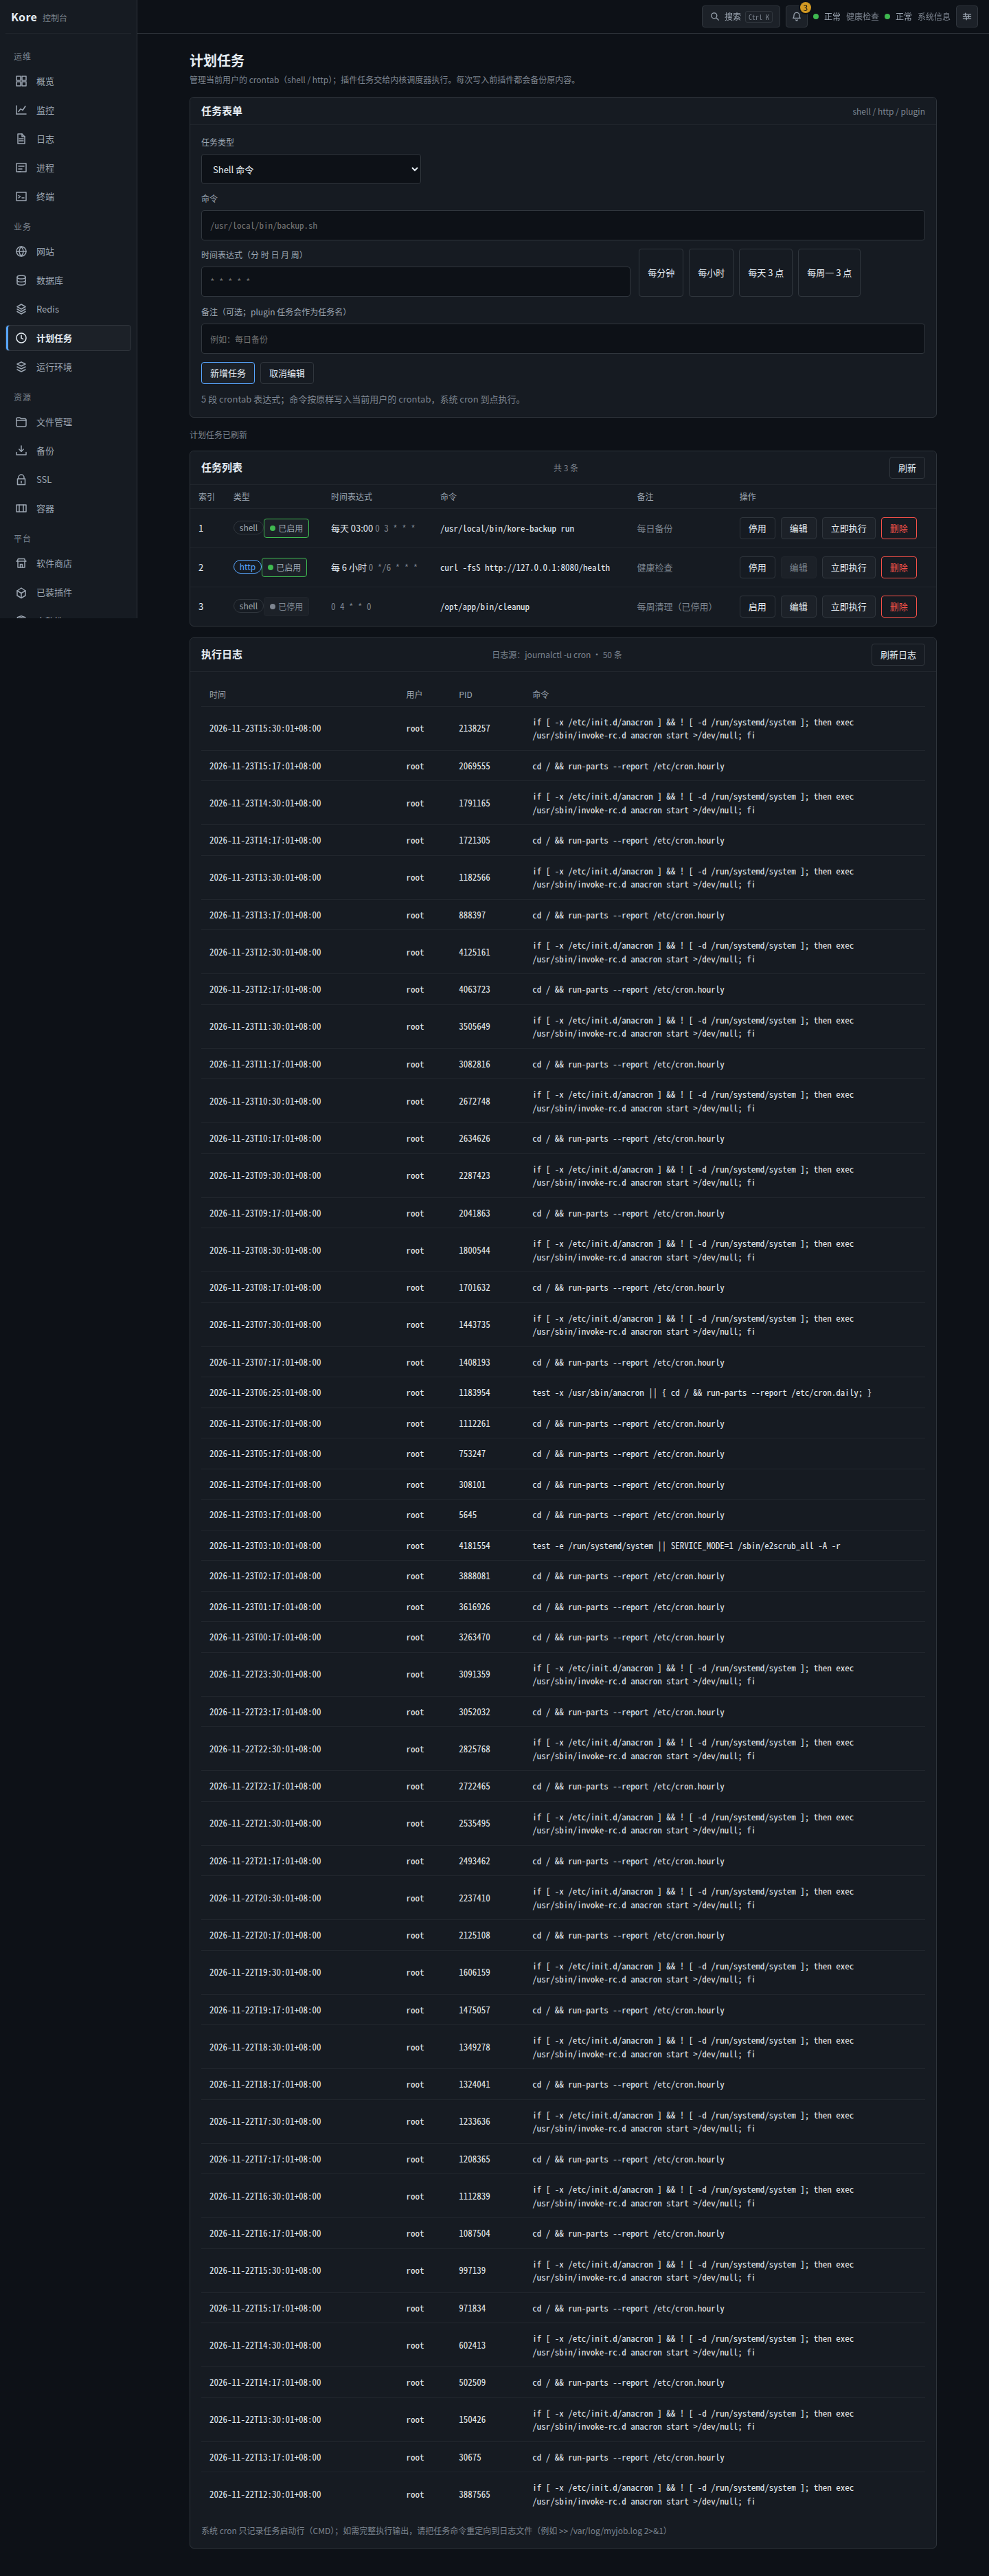 Kore 控制台
搜索 Ctrl K
3
正常 健康检查
正常 系统信息
运维
概览
监控
日志
进程
终端
业务
网站
数据库
Redis
计划任务
运行环境
资源
文件管理
备份
SSL
容器
平台
软件商店
已装插件
计划任务
管理当前用户的 crontab（shell / http）；插件任务交给内核调度器执行。每次写入前插件都会备份原内容。
任务表单 shell / http / plugin
任务类型
Shell 命令
命令
/usr/local/bin/backup.sh
时间表达式（分 时 日 月 周）
* * * * *
每分钟 每小时 每天 3 点 每周一 3 点
备注（可选；plugin 任务会作为任务名）
例如：每日备份
新增任务 取消编辑
5 段 crontab 表达式；命令按原样写入当前用户的 crontab，系统 cron 到点执行。
计划任务已刷新
任务列表 共 3 条 刷新
索引 类型 时间表达式 命令 备注 操作
1 shell 已启用 每天 03:00 0 3 * * * /usr/local/bin/kore-backup run 每日备份 停用 编辑 立即执行 删除
2 http 已启用 每 6 小时 0 */6 * * * curl -fsS http://127.0.0.1:8080/health 健康检查 停用 编辑 立即执行 删除
3 shell 已停用 0 4 * * 0 /opt/app/bin/cleanup 每周清理（已停用） 启用 编辑 立即执行 删除
执行日志 日志源：journalctl -u cron · 50 条 刷新日志
时间 用户 PID 命令
2026-11-23T15:30:01+08:00 root 2138257 if [ -x /etc/init.d/anacron ] && ! [ -d /run/systemd/system ]; then exec
/usr/sbin/invoke-rc.d anacron start >/dev/null; fi
2026-11-23T15:17:01+08:00 root 2069555 cd / && run-parts --report /etc/cron.hourly
2026-11-23T14:30:01+08:00 root 1791165 if [ -x /etc/init.d/anacron ] && ! [ -d /run/systemd/system ]; then exec
/usr/sbin/invoke-rc.d anacron start >/dev/null; fi
2026-11-23T14:17:01+08:00 root 1721305 cd / && run-parts --report /etc/cron.hourly
2026-11-23T13:30:01+08:00 root 1182566 if [ -x /etc/init.d/anacron ] && ! [ -d /run/systemd/system ]; then exec
/usr/sbin/invoke-rc.d anacron start >/dev/null; fi
2026-11-23T13:17:01+08:00 root 888397 cd / && run-parts --report /etc/cron.hourly
2026-11-23T12:30:01+08:00 root 4125161 if [ -x /etc/init.d/anacron ] && ! [ -d /run/systemd/system ]; then exec
/usr/sbin/invoke-rc.d anacron start >/dev/null; fi
2026-11-23T12:17:01+08:00 root 4063723 cd / && run-parts --report /etc/cron.hourly
2026-11-23T11:30:01+08:00 root 3505649 if [ -x /etc/init.d/anacron ] && ! [ -d /run/systemd/system ]; then exec
/usr/sbin/invoke-rc.d anacron start >/dev/null; fi
2026-11-23T11:17:01+08:00 root 3082816 cd / && run-parts --report /etc/cron.hourly
2026-11-23T10:30:01+08:00 root 2672748 if [ -x /etc/init.d/anacron ] && ! [ -d /run/systemd/system ]; then exec
/usr/sbin/invoke-rc.d anacron start >/dev/null; fi
2026-11-23T10:17:01+08:00 root 2634626 cd / && run-parts --report /etc/cron.hourly
2026-11-23T09:30:01+08:00 root 2287423 if [ -x /etc/init.d/anacron ] && ! [ -d /run/systemd/system ]; then exec
/usr/sbin/invoke-rc.d anacron start >/dev/null; fi
2026-11-23T09:17:01+08:00 root 2041863 cd / && run-parts --report /etc/cron.hourly
2026-11-23T08:30:01+08:00 root 1800544 if [ -x /etc/init.d/anacron ] && ! [ -d /run/systemd/system ]; then exec
/usr/sbin/invoke-rc.d anacron start >/dev/null; fi
2026-11-23T08:17:01+08:00 root 1701632 cd / && run-parts --report /etc/cron.hourly
2026-11-23T07:30:01+08:00 root 1443735 if [ -x /etc/init.d/anacron ] && ! [ -d /run/systemd/system ]; then exec
/usr/sbin/invoke-rc.d anacron start >/dev/null; fi
2026-11-23T07:17:01+08:00 root 1408193 cd / && run-parts --report /etc/cron.hourly
2026-11-23T06:25:01+08:00 root 1183954 test -x /usr/sbin/anacron || { cd / && run-parts --report /etc/cron.daily; }
2026-11-23T06:17:01+08:00 root 1112261 cd / && run-parts --report /etc/cron.hourly
2026-11-23T05:17:01+08:00 root 753247 cd / && run-parts --report /etc/cron.hourly
2026-11-23T04:17:01+08:00 root 308101 cd / && run-parts --report /etc/cron.hourly
2026-11-23T03:17:01+08:00 root 5645 cd / && run-parts --report /etc/cron.hourly
2026-11-23T03:10:01+08:00 root 4181554 test -e /run/systemd/system || SERVICE_MODE=1 /sbin/e2scrub_all -A -r
2026-11-23T02:17:01+08:00 root 3888081 cd / && run-parts --report /etc/cron.hourly
2026-11-23T01:17:01+08:00 root 3616926 cd / && run-parts --report /etc/cron.hourly
2026-11-23T00:17:01+08:00 root 3263470 cd / && run-parts --report /etc/cron.hourly
2026-11-22T23:30:01+08:00 root 3091359 if [ -x /etc/init.d/anacron ] && ! [ -d /run/systemd/system ]; then exec
/usr/sbin/invoke-rc.d anacron start >/dev/null; fi
2026-11-22T23:17:01+08:00 root 3052032 cd / && run-parts --report /etc/cron.hourly
2026-11-22T22:30:01+08:00 root 2825768 if [ -x /etc/init.d/anacron ] && ! [ -d /run/systemd/system ]; then exec
/usr/sbin/invoke-rc.d anacron start >/dev/null; fi
2026-11-22T22:17:01+08:00 root 2722465 cd / && run-parts --report /etc/cron.hourly
2026-11-22T21:30:01+08:00 root 2535495 if [ -x /etc/init.d/anacron ] && ! [ -d /run/systemd/system ]; then exec
/usr/sbin/invoke-rc.d anacron start >/dev/null; fi
2026-11-22T21:17:01+08:00 root 2493462 cd / && run-parts --report /etc/cron.hourly
2026-11-22T20:30:01+08:00 root 2237410 if [ -x /etc/init.d/anacron ] && ! [ -d /run/systemd/system ]; then exec
/usr/sbin/invoke-rc.d anacron start >/dev/null; fi
2026-11-22T20:17:01+08:00 root 2125108 cd / && run-parts --report /etc/cron.hourly
2026-11-22T19:30:01+08:00 root 1606159 if [ -x /etc/init.d/anacron ] && ! [ -d /run/systemd/system ]; then exec
/usr/sbin/invoke-rc.d anacron start >/dev/null; fi
2026-11-22T19:17:01+08:00 root 1475057 cd / && run-parts --report /etc/cron.hourly
2026-11-22T18:30:01+08:00 root 1349278 if [ -x /etc/init.d/anacron ] && ! [ -d /run/systemd/system ]; then exec
/usr/sbin/invoke-rc.d anacron start >/dev/null; fi
2026-11-22T18:17:01+08:00 root 1324041 cd / && run-parts --report /etc/cron.hourly
2026-11-22T17:30:01+08:00 root 1233636 if [ -x /etc/init.d/anacron ] && ! [ -d /run/systemd/system ]; then exec
/usr/sbin/invoke-rc.d anacron start >/dev/null; fi
2026-11-22T17:17:01+08:00 root 1208365 cd / && run-parts --report /etc/cron.hourly
2026-11-22T16:30:01+08:00 root 1112839 if [ -x /etc/init.d/anacron ] && ! [ -d /run/systemd/system ]; then exec
/usr/sbin/invoke-rc.d anacron start >/dev/null; fi
2026-11-22T16:17:01+08:00 root 1087504 cd / && run-parts --report /etc/cron.hourly
2026-11-22T15:30:01+08:00 root 997139 if [ -x /etc/init.d/anacron ] && ! [ -d /run/systemd/system ]; then exec
/usr/sbin/invoke-rc.d anacron start >/dev/null; fi
2026-11-22T15:17:01+08:00 root 971834 cd / && run-parts --report /etc/cron.hourly
2026-11-22T14:30:01+08:00 root 602413 if [ -x /etc/init.d/anacron ] && ! [ -d /run/systemd/system ]; then exec
/usr/sbin/invoke-rc.d anacron start >/dev/null; fi
2026-11-22T14:17:01+08:00 root 502509 cd / && run-parts --report /etc/cron.hourly
2026-11-22T13:30:01+08:00 root 150426 if [ -x /etc/init.d/anacron ] && ! [ -d /run/systemd/system ]; then exec
/usr/sbin/invoke-rc.d anacron start >/dev/null; fi
2026-11-22T13:17:01+08:00 root 30675 cd / && run-parts --report /etc/cron.hourly
2026-11-22T12:30:01+08:00 root 3887565 if [ -x /etc/init.d/anacron ] && ! [ -d /run/systemd/system ]; then exec
/usr/sbin/invoke-rc.d anacron start >/dev/null; fi
系统 cron 只记录任务启动行（CMD）；如需完整执行输出，请把任务命令重定向到日志文件（例如 >> /var/log/myjob.log 2>&1）